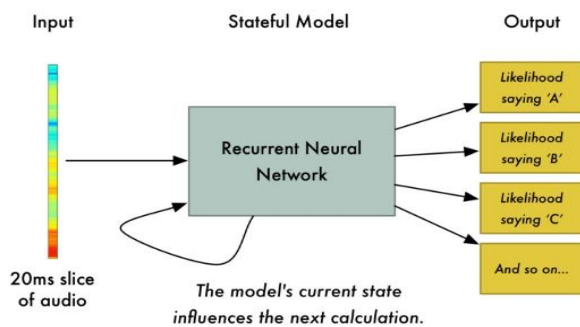 Input
Stateful Model
Output
Likelihood
saying ‘A’
Recurrent Neural
Network
Likelihood
saying ‘B’
Likelihood
saying ‘C’
And so on...
20ms slice
of audio
The model's current state
influences the next calculation.